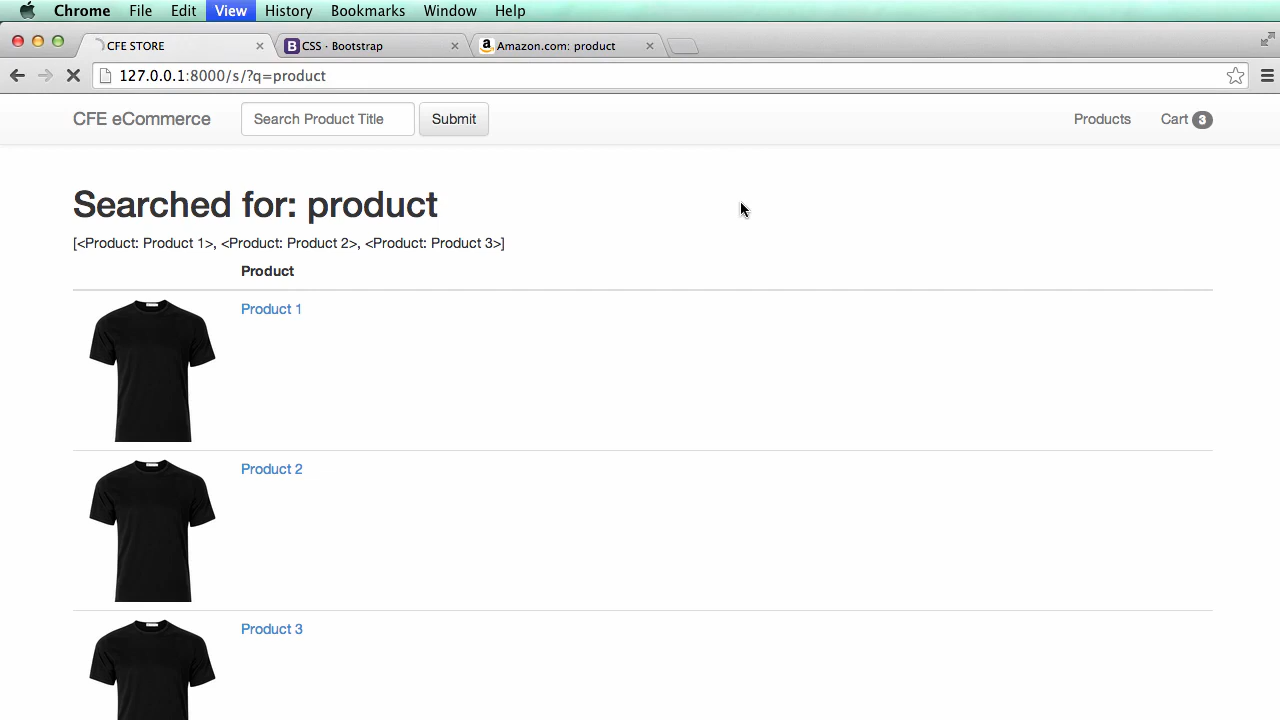 Chrome File Edit View History Bookmarks Window Help
CFE STORE CSS · Bootstrap Amazon.com: product
127.0.0.1:8000/s/?q=product
CFE eCommerce Search Product Title Submit Products Cart 3
Searched for: product
[<Product: Product 1>, <Product: Product 2>, <Product: Product 3>]
Product
Product 1
Product 2
Product 3